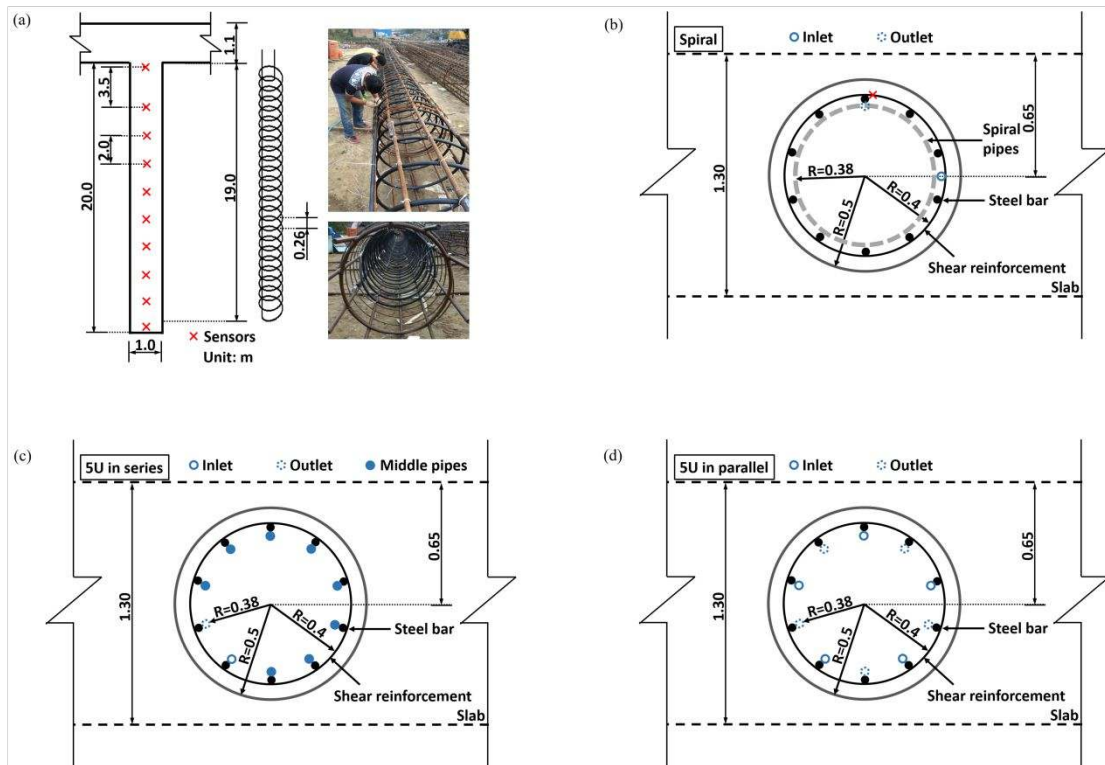 (a)
1.1
3.5
2.0
20.0
19.0
0.26
1.0
× Sensors
Unit: m
(b)
Spiral
Inlet
Outlet
1.30
0.65
Spiral
pipes
R=0.38
R=0.4
R=0.5
Steel bar
Shear reinforcement
Slab
(c)
5U in series
Inlet
Outlet
Middle pipes
1.30
0.65
R=0.38
R=0.4
R=0.5
Steel bar
Shear reinforcement
Slab
(d)
5U in parallel
Inlet
Outlet
1.30
0.65
R=0.38
R=0.4
R=0.5
Steel bar
Shear reinforcement
Slab